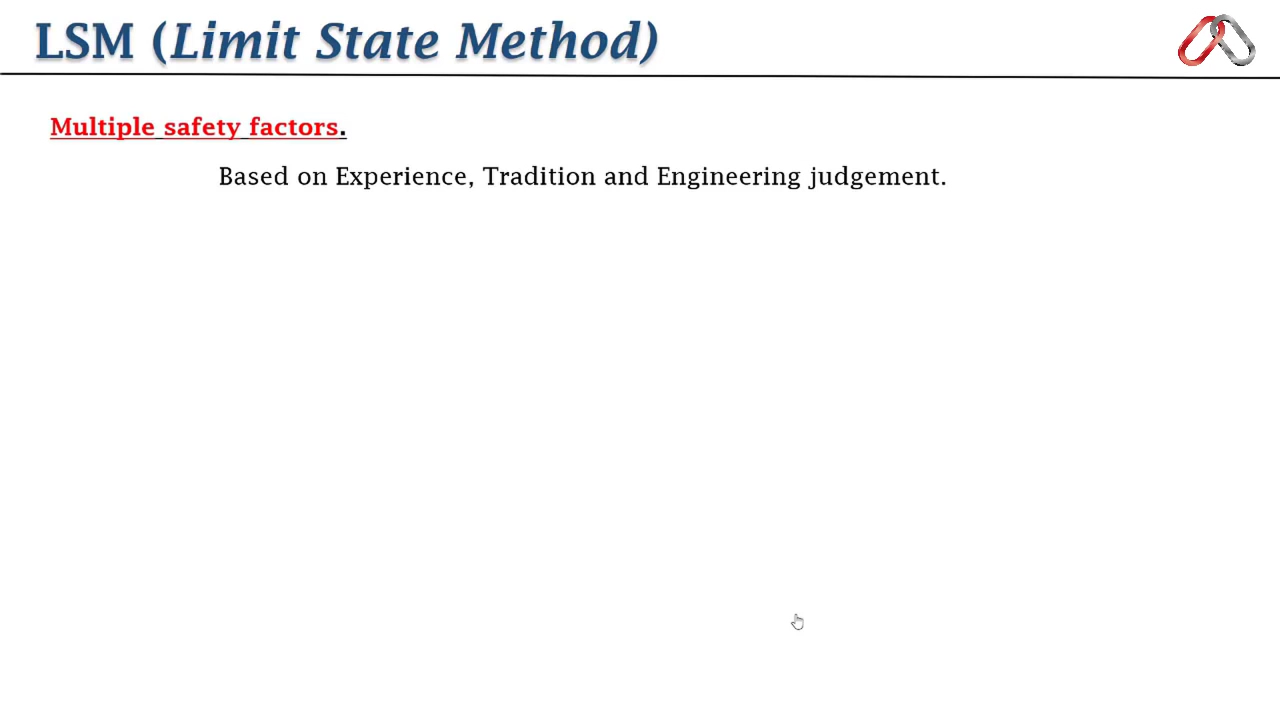 LSM (Limit State Method)
Multiple safety factors.
Based on Experience, Tradition and Engineering judgement.